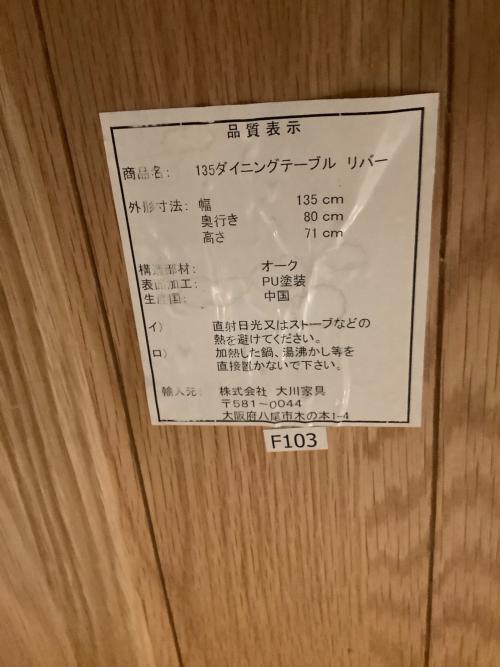 品質表示
商品名： 135ダイニングテーブル リバー
外形寸法： 幅 135 cm
奥行き 80 cm
高さ 71 cm
構造部材： オーク
表面加工： PU塗装
生産国： 中国
イ） 直射日光又はストーブなどの
熱を避けてください。
ロ） 加熱した鍋、湯沸かし等を
直接置かないで下さい。
輸入元： 株式会社 大川家具
〒581－0044
大阪府八尾市木の本1-4
F103